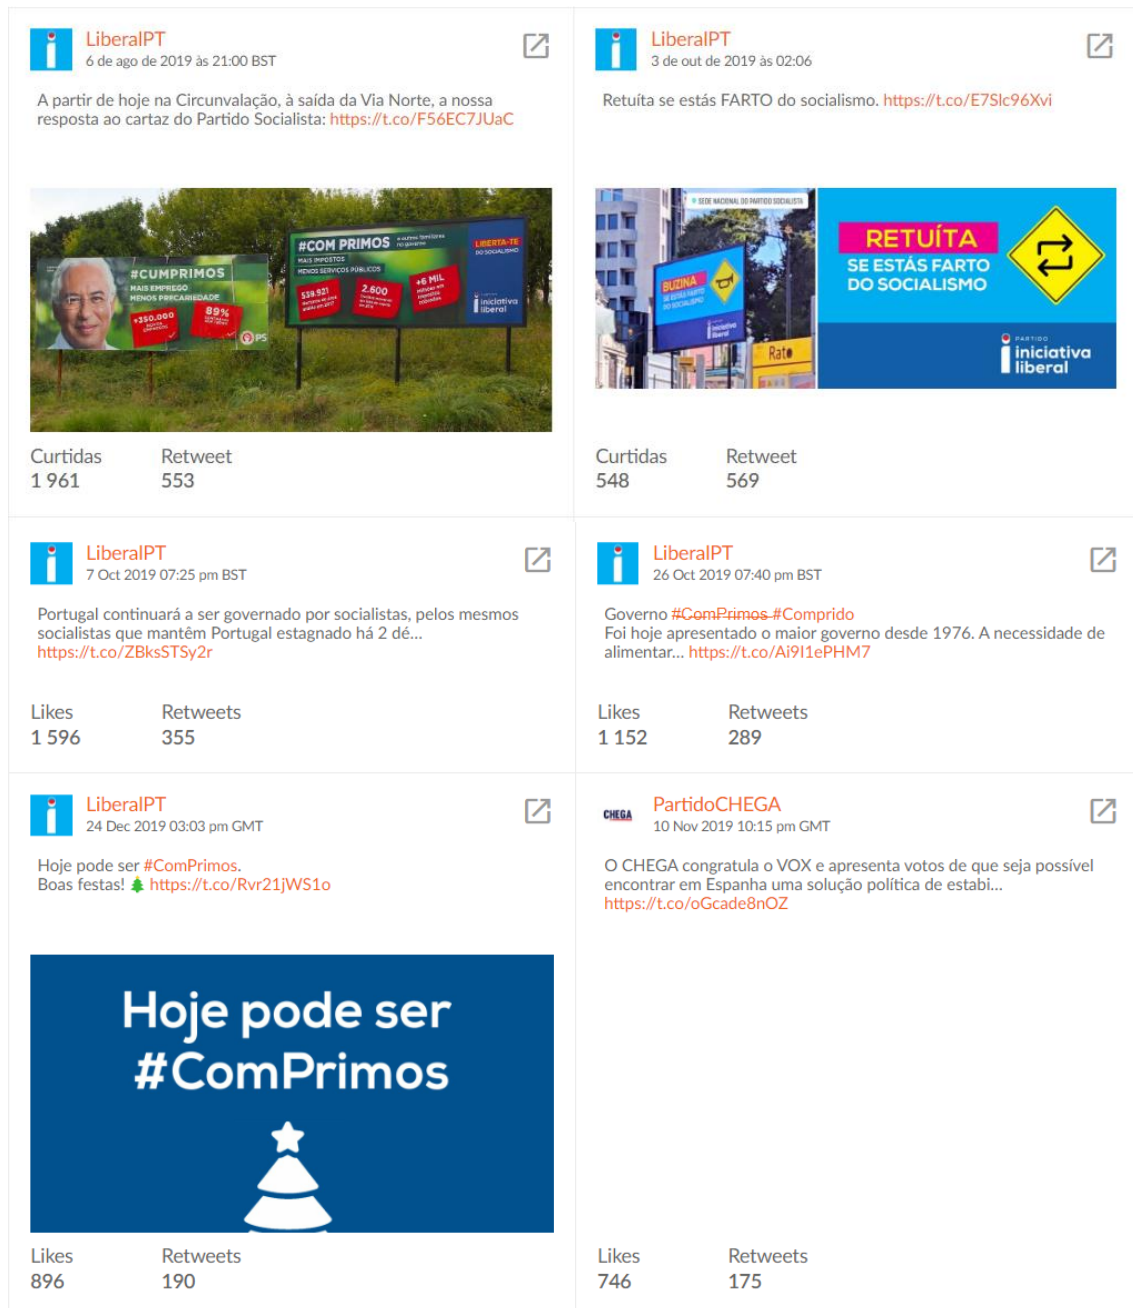 LiberalPT
6 de ago de 2019 às 21:00 BST
A partir de hoje na Circunvalação, à saída da Via Norte, a nossa
resposta ao cartaz do Partido Socialista: https://t.co/F56EC7JUaC
#CUMPRIMOS
MAIS EMPREGO
MENOS PRECARIEDADE
+350.000
89%
PS
#COM PRIMOS
e outros familiares
no governo
MAIS IMPOSTOS
MENOS SERVIÇOS PÚBLICOS
539.921
2.600
+6 MIL
LIBERTA-TE
DO SOCIALISMO
iniciativa
liberal
Curtidas
Retweet
1 961
553
LiberalPT
3 de out de 2019 às 02:06
Retuíta se estás FARTO do socialismo. https://t.co/E7Slc96Xvi
SEDE NACIONAL DO PARTIDO SOCIALISTA
BUZINA
SE ESTÁS FARTO
DO SOCIALISMO
iniciativa
liberal
Rato
RETUÍTA
SE ESTÁS FARTO
DO SOCIALISMO
PARTIDO
iniciativa
liberal
Curtidas
Retweet
548
569
LiberalPT
7 Oct 2019 07:25 pm BST
Portugal continuará a ser governado por socialistas, pelos mesmos
socialistas que mantêm Portugal estagnado há 2 dé...
https://t.co/ZBksSTSy2r
Likes
Retweets
1 596
355
LiberalPT
26 Oct 2019 07:40 pm BST
Governo #ComPrimos #Comprido
Foi hoje apresentado o maior governo desde 1976. A necessidade de
alimentar... https://t.co/Ai9I1ePHM7
Likes
Retweets
1 152
289
LiberalPT
24 Dec 2019 03:03 pm GMT
Hoje pode ser #ComPrimos.
Boas festas! 🎄 https://t.co/Rvr21jWS1o
Hoje pode ser
#ComPrimos
Likes
Retweets
896
190
CHEGA
PartidoCHEGA
10 Nov 2019 10:15 pm GMT
O CHEGA congratula o VOX e apresenta votos de que seja possível
encontrar em Espanha uma solução política de estabi...
https://t.co/oGcade8nOZ
Likes
Retweets
746
175